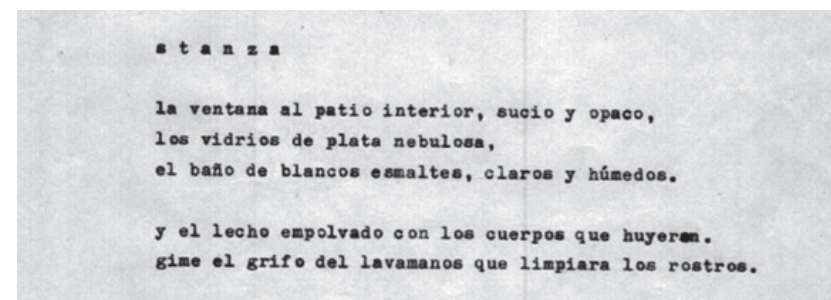 s t a n z a
la ventana al patio interior, sucio y opaco,
los vidrios de plata nebulosa,
el baño de blancos esmaltes, claros y húmedos.
y el lecho empolvado con los cuerpos que huyeran.
gime el grifo del lavamanos que limpiara los rostros.